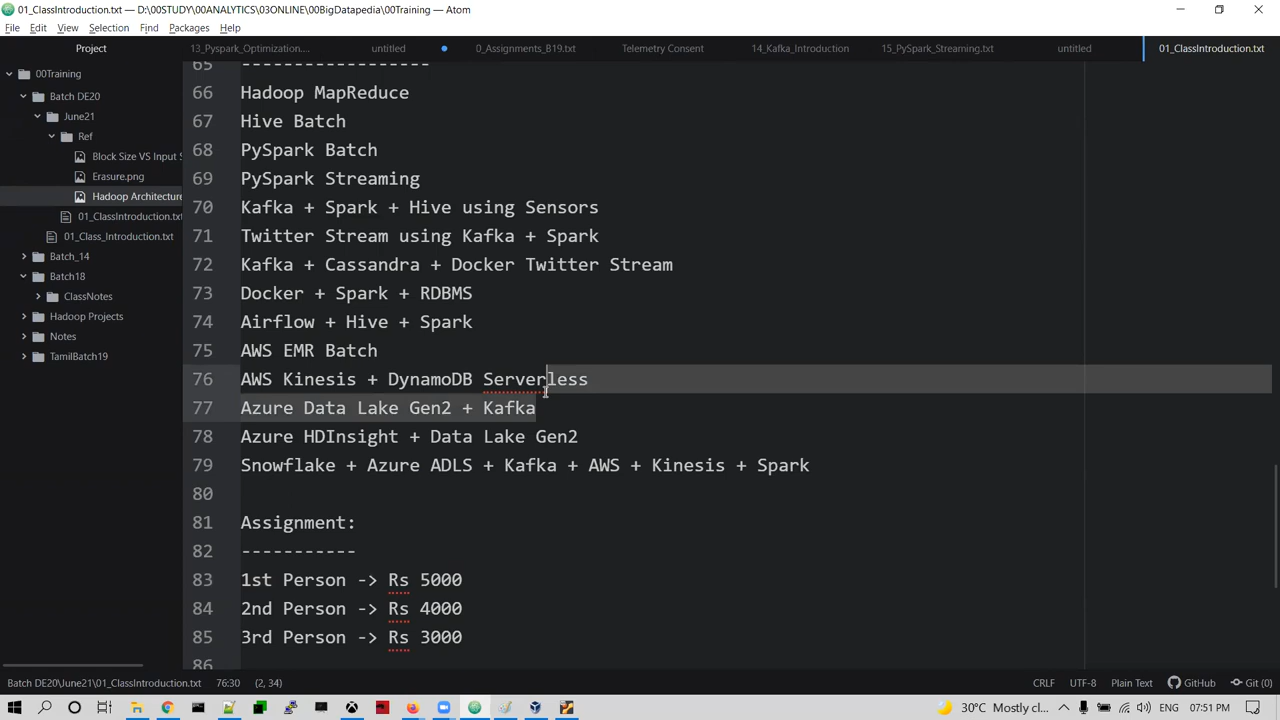 01_ClassIntroduction.txt — D:\00STUDY\00ANALYTICS\03ONLINE\00BigDatapedia\00Training — Atom
File Edit View Selection Find Packages Help
Project
13_Pyspark_Optimization....
untitled
0_Assignments_B19.txt
Telemetry Consent
14_Kafka_Introduction
15_PySpark_Streaming.txt
untitled
01_ClassIntroduction.txt
00Training
Batch DE20
June21
Ref
Block Size VS Input S
Erasure.png
Hadoop Architecture
01_ClassIntroduction.txt
01_Class_Introduction.txt
Batch_14
Batch18
ClassNotes
Hadoop Projects
Notes
TamilBatch19
65 ------------------
66 Hadoop MapReduce
67 Hive Batch
68 PySpark Batch
69 PySpark Streaming
70 Kafka + Spark + Hive using Sensors
71 Twitter Stream using Kafka + Spark
72 Kafka + Cassandra + Docker Twitter Stream
73 Docker + Spark + RDBMS
74 Airflow + Hive + Spark
75 AWS EMR Batch
76 AWS Kinesis + DynamoDB Serverless
77 Azure Data Lake Gen2 + Kafka
78 Azure HDInsight + Data Lake Gen2
79 Snowflake + Azure ADLS + Kafka + AWS + Kinesis + Spark
80
81 Assignment:
82 -----------
83 1st Person -> Rs 5000
84 2nd Person -> Rs 4000
85 3rd Person -> Rs 3000
86
Batch DE20\June21\01_ClassIntroduction.txt 76:30 (2, 34) CRLF UTF-8 Plain Text GitHub Git (0)
30°C Mostly cl... ENG 07:51 PM